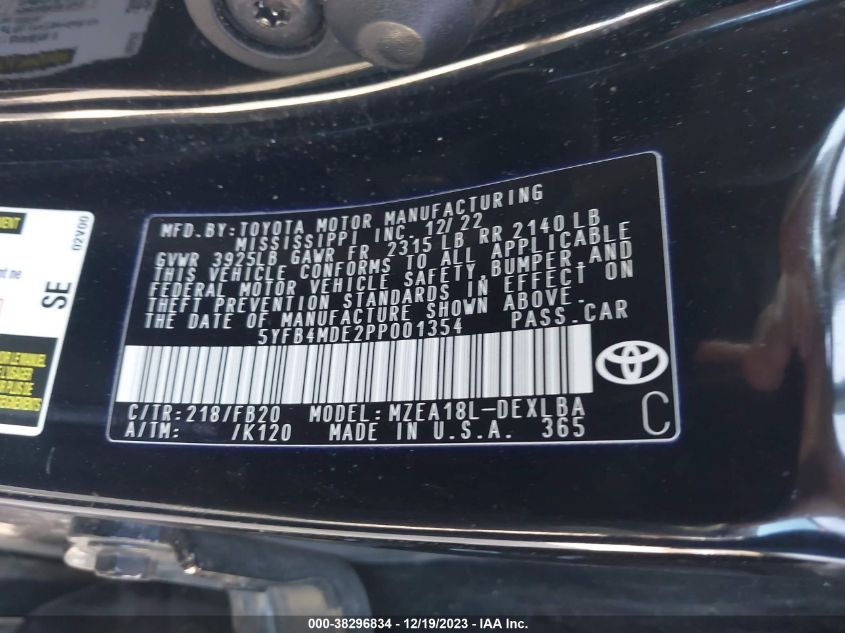 MFD.BY:TOYOTA MOTOR MANUFACTURING
MISSISSIPPI INC. 12/22
GVWR 3925LB GAWR FR 2315 LB RR 2140 LB
THIS VEHICLE CONFORMS TO ALL APPLICABLE
FEDERAL MOTOR VEHICLE SAFETY,BUMPER,AND
THEFT PREVENTION STANDARDS IN EFFECT ON
THE DATE OF MANUFACTURE SHOWN ABOVE.
5YFB4MDE2PP001354 PASS.CAR
C/TR:218/FB20 MODEL:MZEA18L-DEXLBA
A/TM: /K120 MADE IN U.S.A. 365
C
02V00
SE
000-38296834 - 12/19/2023 - IAAI.com